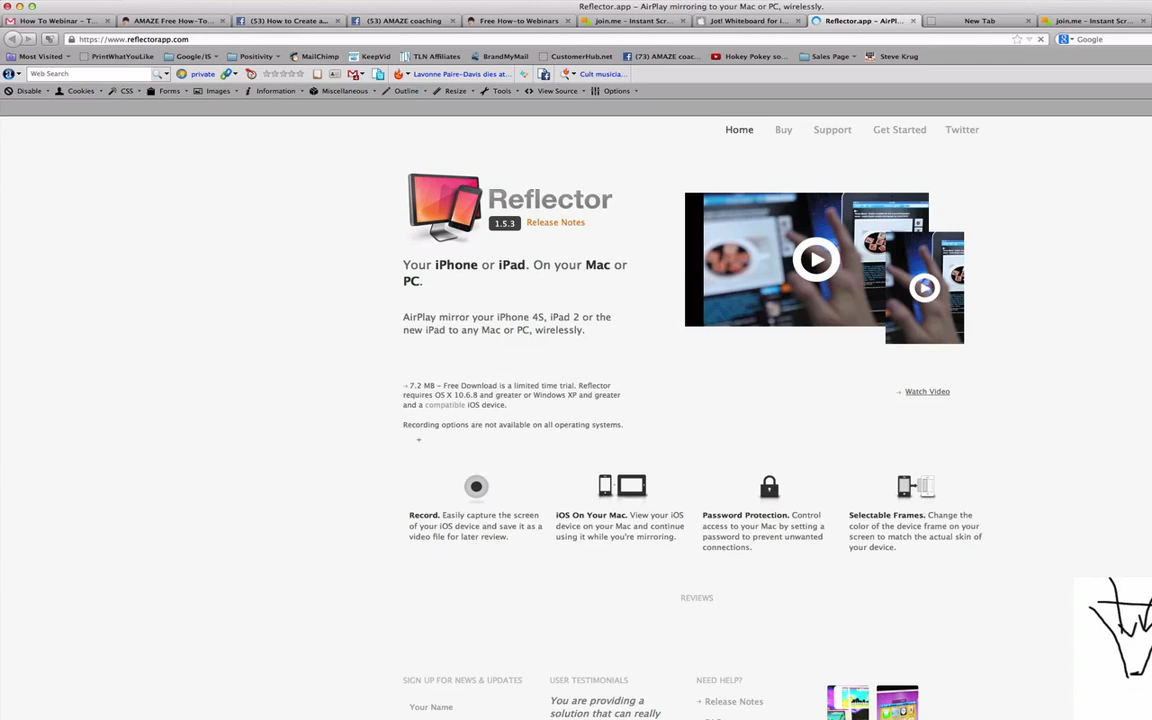 Reflector.app – AirPlay mirroring to your Mac or PC, wirelessly.
How To Webinar – T... AMAZE Free How-To... (53) How to Create a... (53) AMAZE coaching Free How-to Webinars join.me – Instant Scr... Jot! Whiteboard for i... Reflector.app – AirPl... New Tab join.me – Instant Scr...
https://www.reflectorapp.com Google
Most Visited PrintWhatYouLike Google/IS Positivity MailChimp KeepVid TLN Affiliates BrandMyMail CustomerHub.net (73) AMAZE coac... Hokey Pokey so... Sales Page Steve Krug
Web Search private Lavonne Paire-Davis dies at... Cult musicia...
Disable Cookies CSS Forms Images Information Miscellaneous Outline Resize Tools View Source Options
Home Buy Support Get Started Twitter
Reflector
1.5.3 Release Notes
Your iPhone or iPad. On your Mac or
PC.
AirPlay mirror your iPhone 4S, iPad 2 or the
new iPad to any Mac or PC, wirelessly.
→ 7.2 MB – Free Download is a limited time trial. Reflector
requires OS X 10.6.8 and greater or Windows XP and greater
and a compatible iOS device.
→ Watch Video
Recording options are not available on all operating systems.
Record. Easily capture the screen
of your iOS device and save it as a
video file for later review.
iOS On Your Mac. View your iOS
device on your Mac and continue
using it while you're mirroring.
Password Protection. Control
access to your Mac by setting a
password to prevent unwanted
connections.
Selectable Frames. Change the
color of the device frame on your
screen to match the actual skin of
your device.
REVIEWS
SIGN UP FOR NEWS & UPDATES
Your Name
USER TESTIMONIALS
You are providing a
solution that can really
NEED HELP?
→ Release Notes